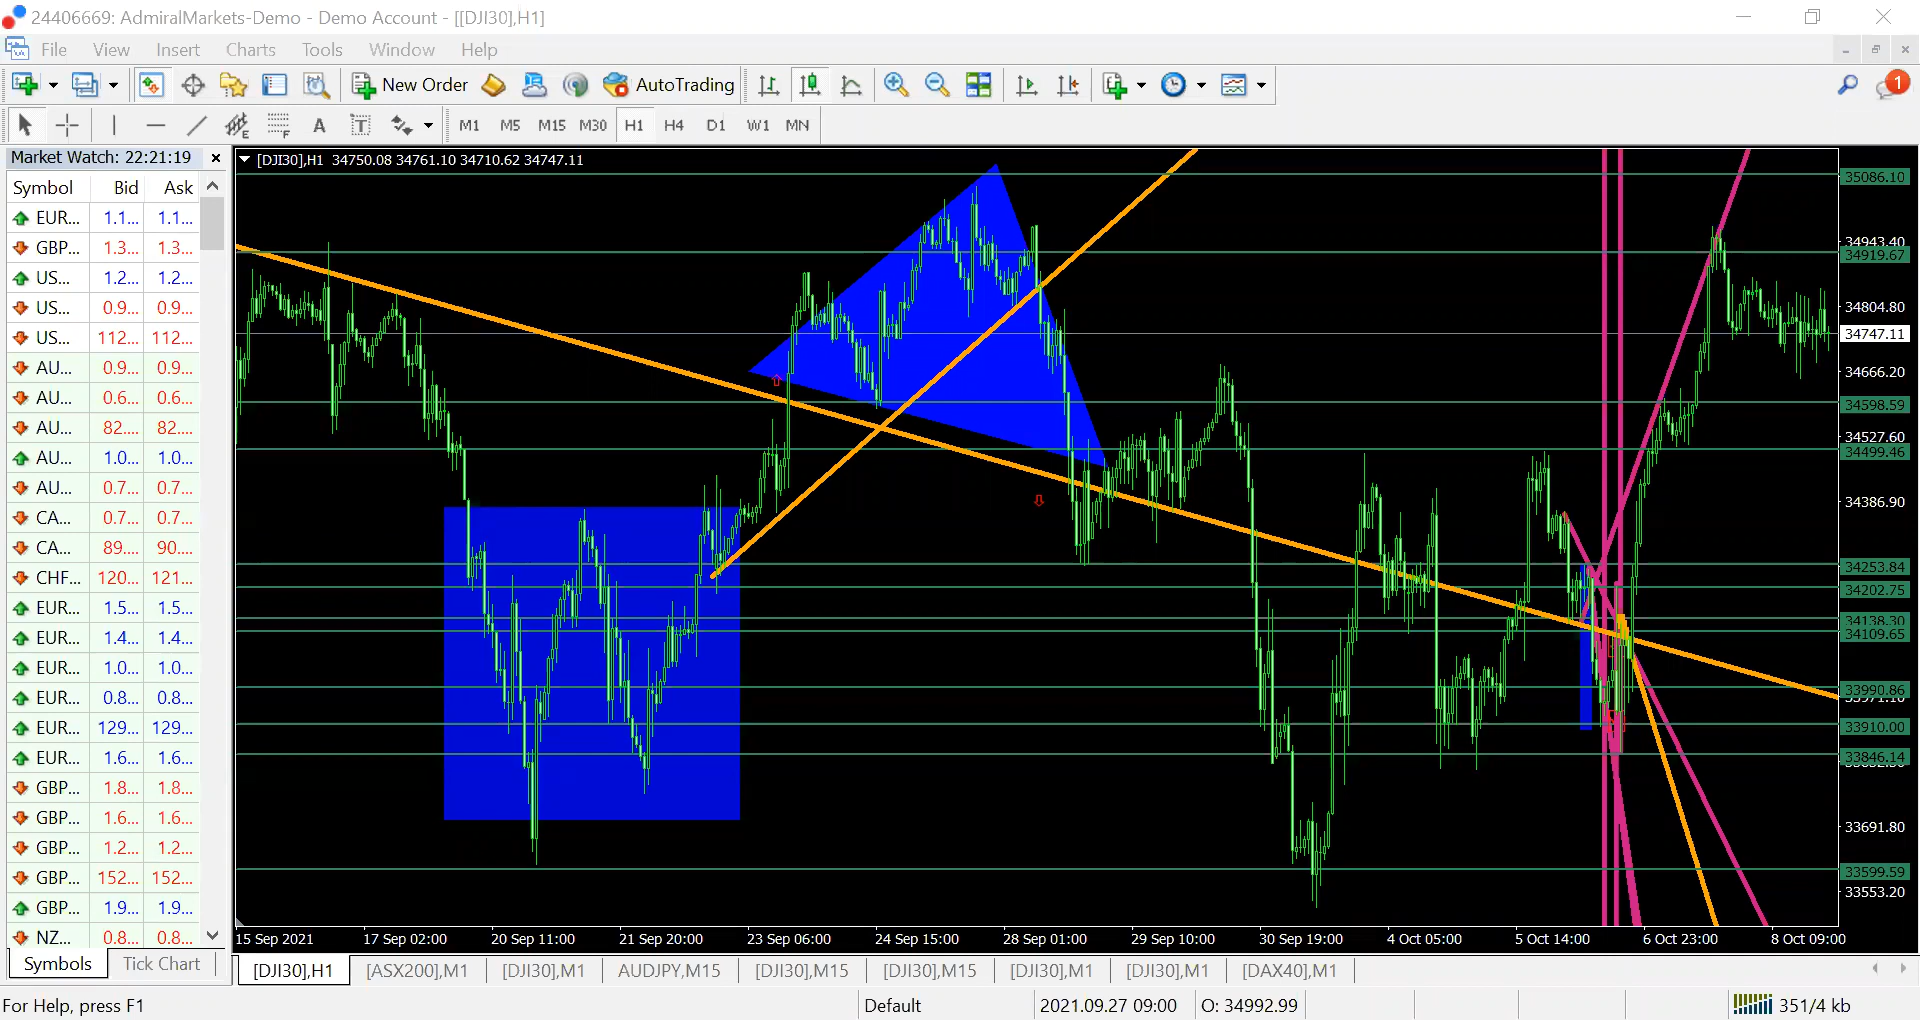 24406669: AdmiralMarkets-Demo - Demo Account - [[DJI30],H1]
File View Insert Charts Tools Window Help
New Order AutoTrading 1
A T M1 M5 M15 M30 H1 H4 D1 W1 MN
Market Watch: 22:21:19
Symbol Bid Ask
EUR... 1.1... 1.1...
GBP... 1.3... 1.3...
US... 1.2... 1.2...
US... 0.9... 0.9...
US... 112... 112...
AU... 0.9... 0.9...
AU... 0.6... 0.6...
AU... 82.... 82....
AU... 1.0... 1.0...
AU... 0.7... 0.7...
CA... 0.7... 0.7...
CA... 89.... 90....
CHF... 120... 121...
EUR... 1.5... 1.5...
EUR... 1.4... 1.4...
EUR... 1.0... 1.0...
EUR... 0.8... 0.8...
EUR... 129... 129...
EUR... 1.6... 1.6...
GBP... 1.8... 1.8...
GBP... 1.6... 1.6...
GBP... 1.2... 1.2...
GBP... 152... 152...
GBP... 1.9... 1.9...
NZ... 0.8... 0.8...
Symbols Tick Chart
[DJI30],H1 34750.08 34761.10 34710.62 34747.11
35086.10
34943.40
34919.67
34804.80
34747.11
34666.20
34598.59
34527.60
34499.46
34386.90
34253.84
34202.75
34138.30
34109.65
33990.86
33910.00
33846.14
33691.80
33599.59
33553.20
15 Sep 2021 17 Sep 02:00 20 Sep 11:00 21 Sep 20:00 23 Sep 06:00 24 Sep 15:00 28 Sep 01:00 29 Sep 10:00 30 Sep 19:00 4 Oct 05:00 5 Oct 14:00 6 Oct 23:00 8 Oct 09:00
[DJI30],H1 [ASX200],M1 [DJI30],M1 AUDJPY,M15 [DJI30],M15 [DJI30],M15 [DJI30],M1 [DJI30],M1 [DAX40],M1
For Help, press F1 Default 2021.09.27 09:00 O: 34992.99 351/4 kb